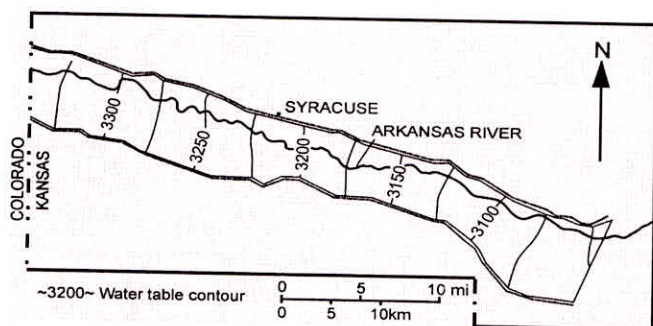 N
SYRACUSE
ARKANSAS RIVER
3300
3250
3200
3150
3100
COLORADO
KANSAS
~3200~ Water table contour
0 5 10 mi
0 5 10km